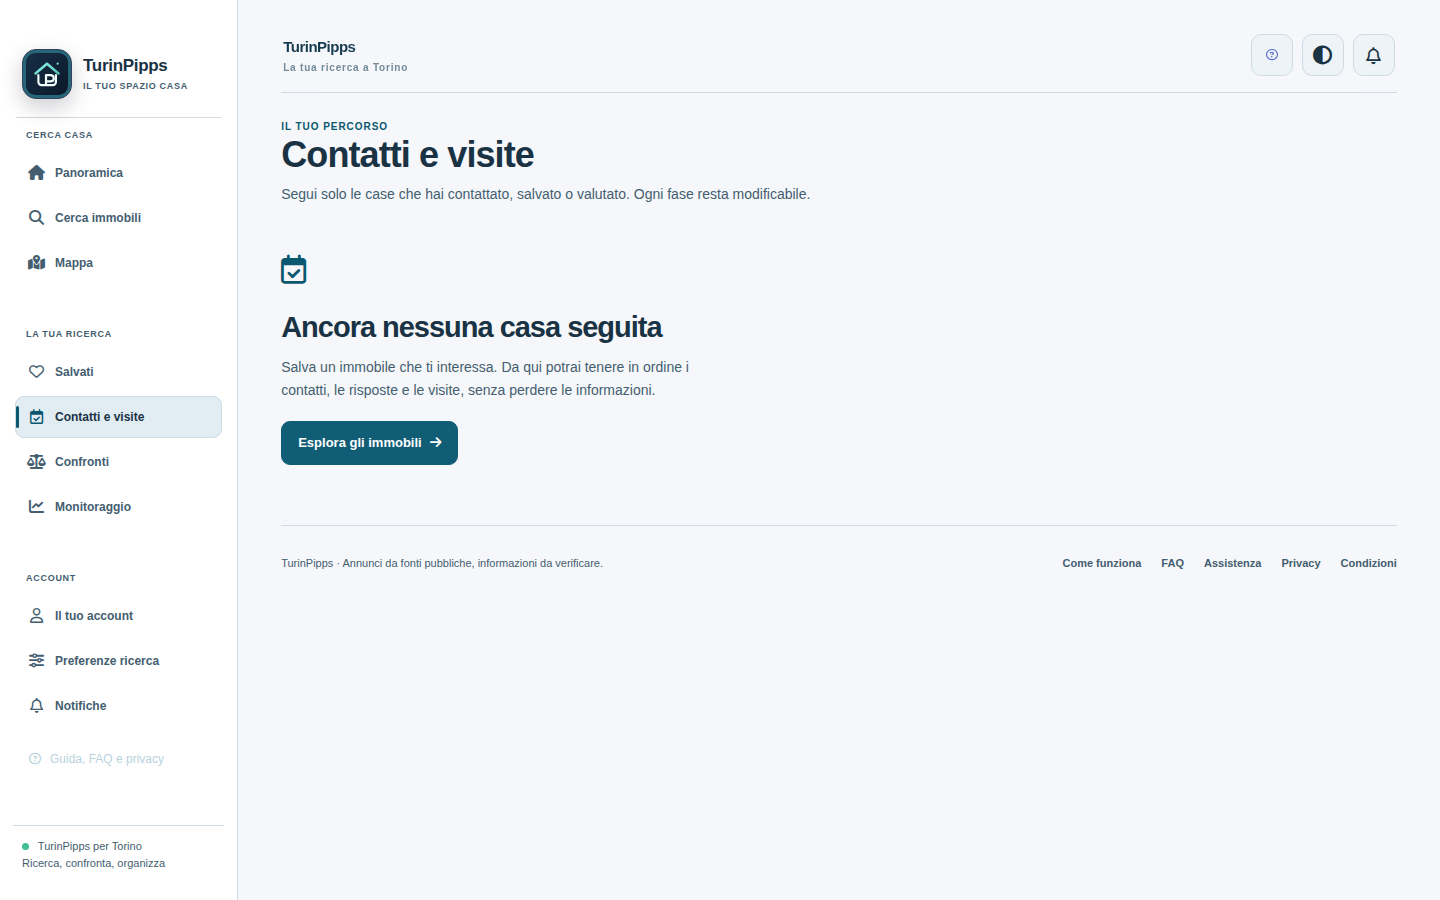 TurinPipps
IL TUO SPAZIO CASA
CERCA CASA
Panoramica
Cerca immobili
Mappa
LA TUA RICERCA
Salvati
Contatti e visite
Confronti
Monitoraggio
ACCOUNT
Il tuo account
Preferenze ricerca
Notifiche
Guida, FAQ e privacy
TurinPipps per Torino
Ricerca, confronta, organizza
TurinPipps
La tua ricerca a Torino
IL TUO PERCORSO
Contatti e visite
Segui solo le case che hai contattato, salvato o valutato. Ogni fase resta modificabile.
Ancora nessuna casa seguita
Salva un immobile che ti interessa. Da qui potrai tenere in ordine i
contatti, le risposte e le visite, senza perdere le informazioni.
Esplora gli immobili
TurinPipps · Annunci da fonti pubbliche, informazioni da verificare.
Come funziona FAQ Assistenza Privacy Condizioni